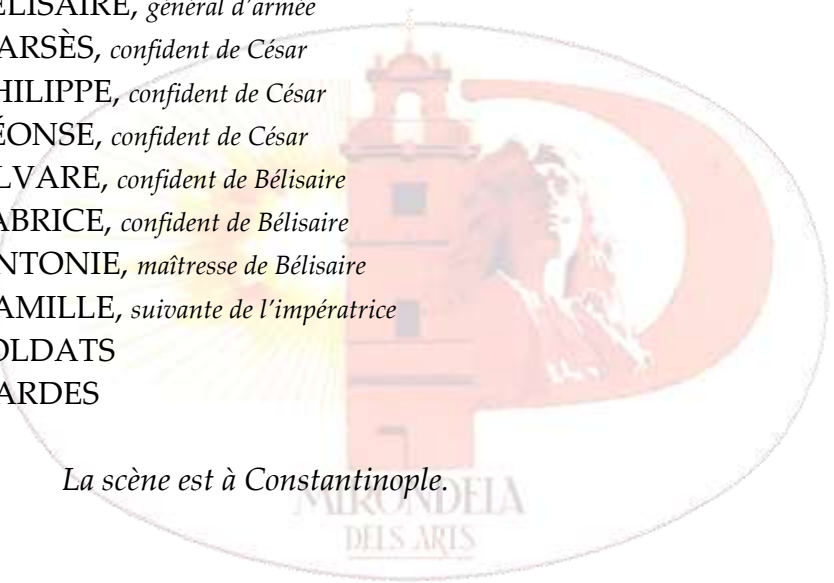 ÉLISAIRE, général d'armée
ARSÈS, confident de César
HILIPPE, confident de César
ÉONSE, confident de César
LVARE, confident de Bélisaire
ABRICE, confident de Bélisaire
NTONIE, maîtresse de Bélisaire
AMILLE, suivante de l'impératrice
OLDATS
ARDES
La scène est à Constantinople.
MIRONDELA
DELS ARTS